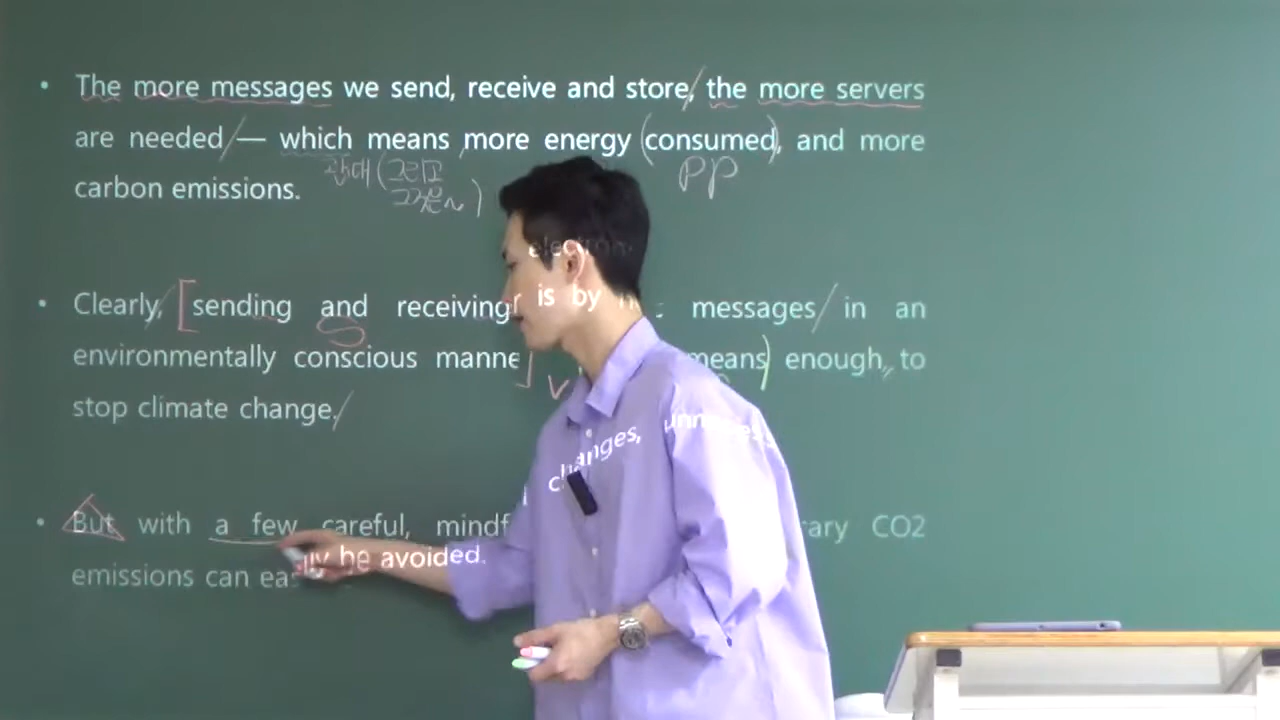 • The more messages we send, receive and store, the more servers
are needed — which means more energy (consumed), and more
관대 (그리고 pp
carbon emissions. 그것은~)
electron
• Clearly, [sending and receiving r is by messages in an
S
environmentally conscious manne] means) enough, to
V
stop climate change.
changes, unnecess
• But with a few careful, mindf ary CO2
emissions can eas ily be avoided.